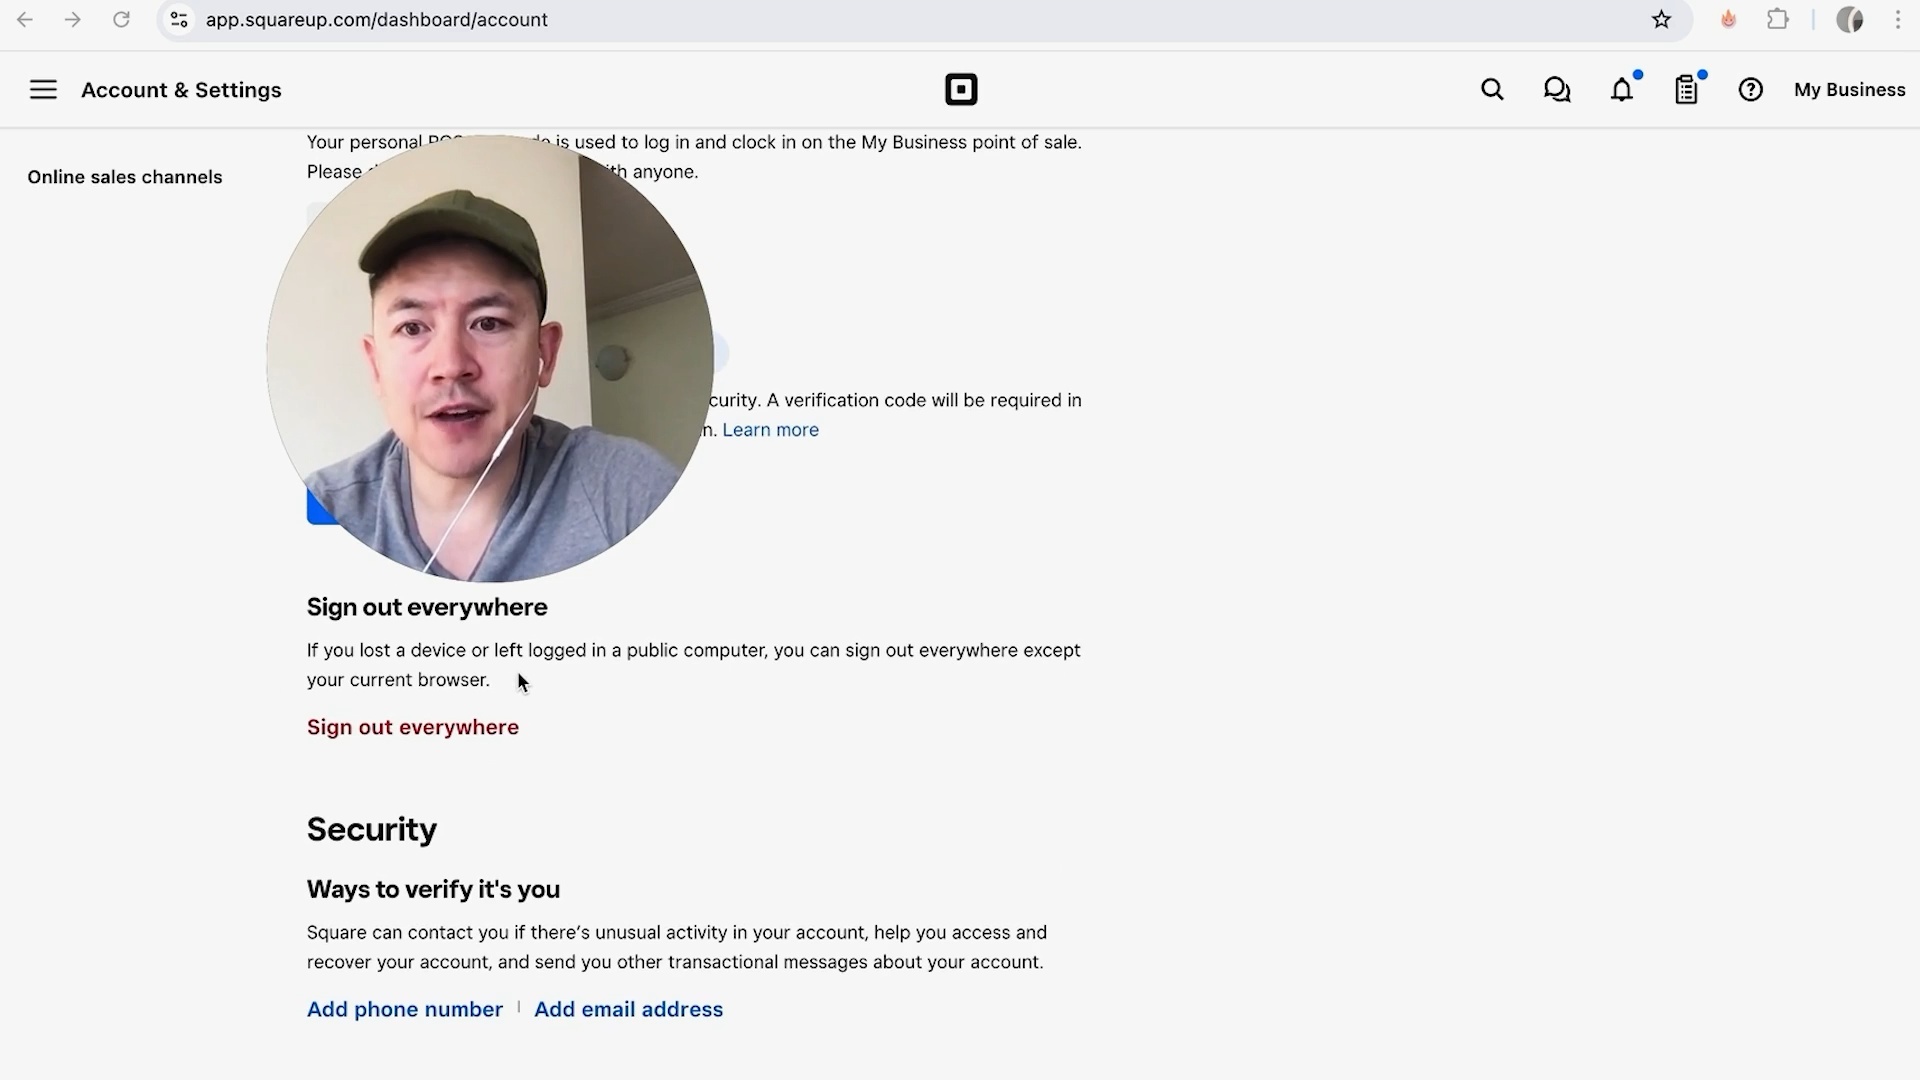 app.squareup.com/dashboard/account
Account & Settings
My Business
Your personal is used to log in and clock in on the My Business point of sale.
Online sales channels
Please anyone.
A verification code will be required in
Learn more
Sign out everywhere
If you lost a device or left logged in a public computer, you can sign out everywhere except
your current browser.
Sign out everywhere
Security
Ways to verify it's you
Square can contact you if there’s unusual activity in your account, help you access and
recover your account, and send you other transactional messages about your account.
Add phone number | Add email address